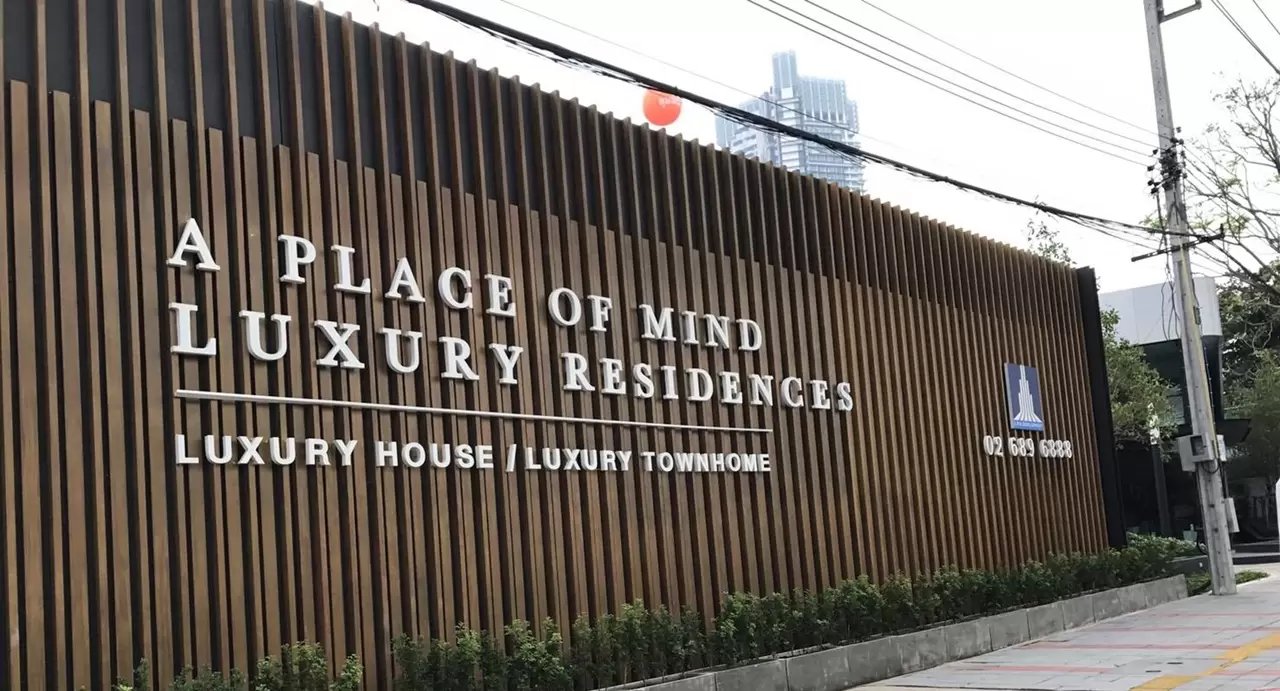 A PLACE OF MIND
LUXURY RESIDENCES
LUXURY HOUSE / LUXURY TOWNHOME
02 689 6888